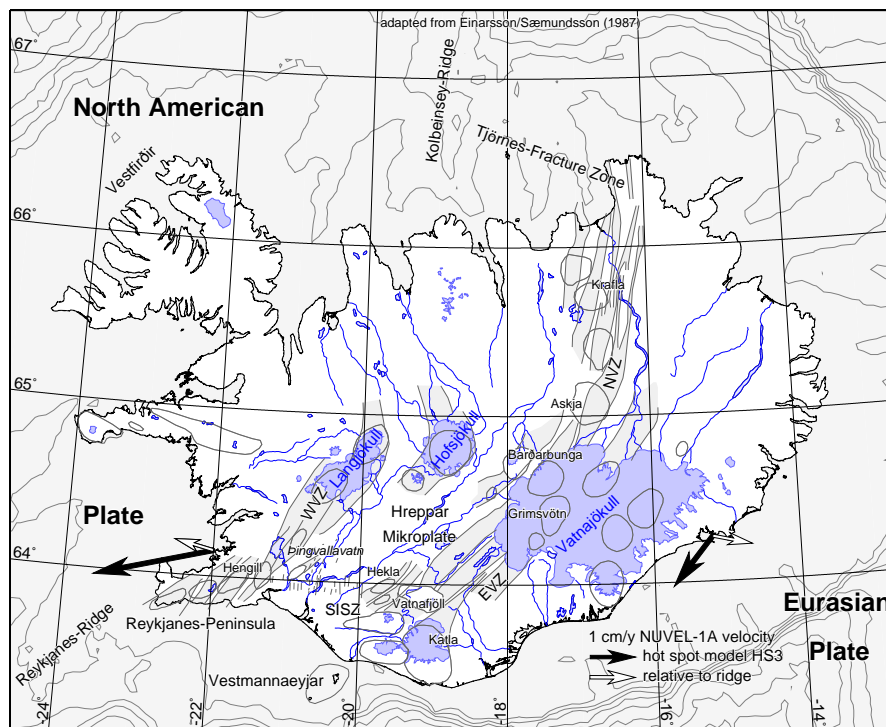 adapted from Einarsson/Sæmundsson (1987)
67˚
North American
Kolbeinsey-Ridge
Tjörnes-Fracture Zone
Vestfirðir
66˚
Krafla
65˚
NVZ
Askja
Hofsjökull
Langjökull
Bárðarbunga
WVZ
Hreppar
Mikroplate
Grimsvötn
Vatnajökull
Plate
64˚
Þingvallavatn
Hengill
Hekla
EVZ
SISZ
Vatnafjöll
Reykjanes-Peninsula
Katla
Reykjanes-Ridge
Vestmannaeyjar
Eurasian
Plate
1 cm/y NUVEL-1A velocity
hot spot model HS3
relative to ridge
-24
-22
-20
-18
-16
-14